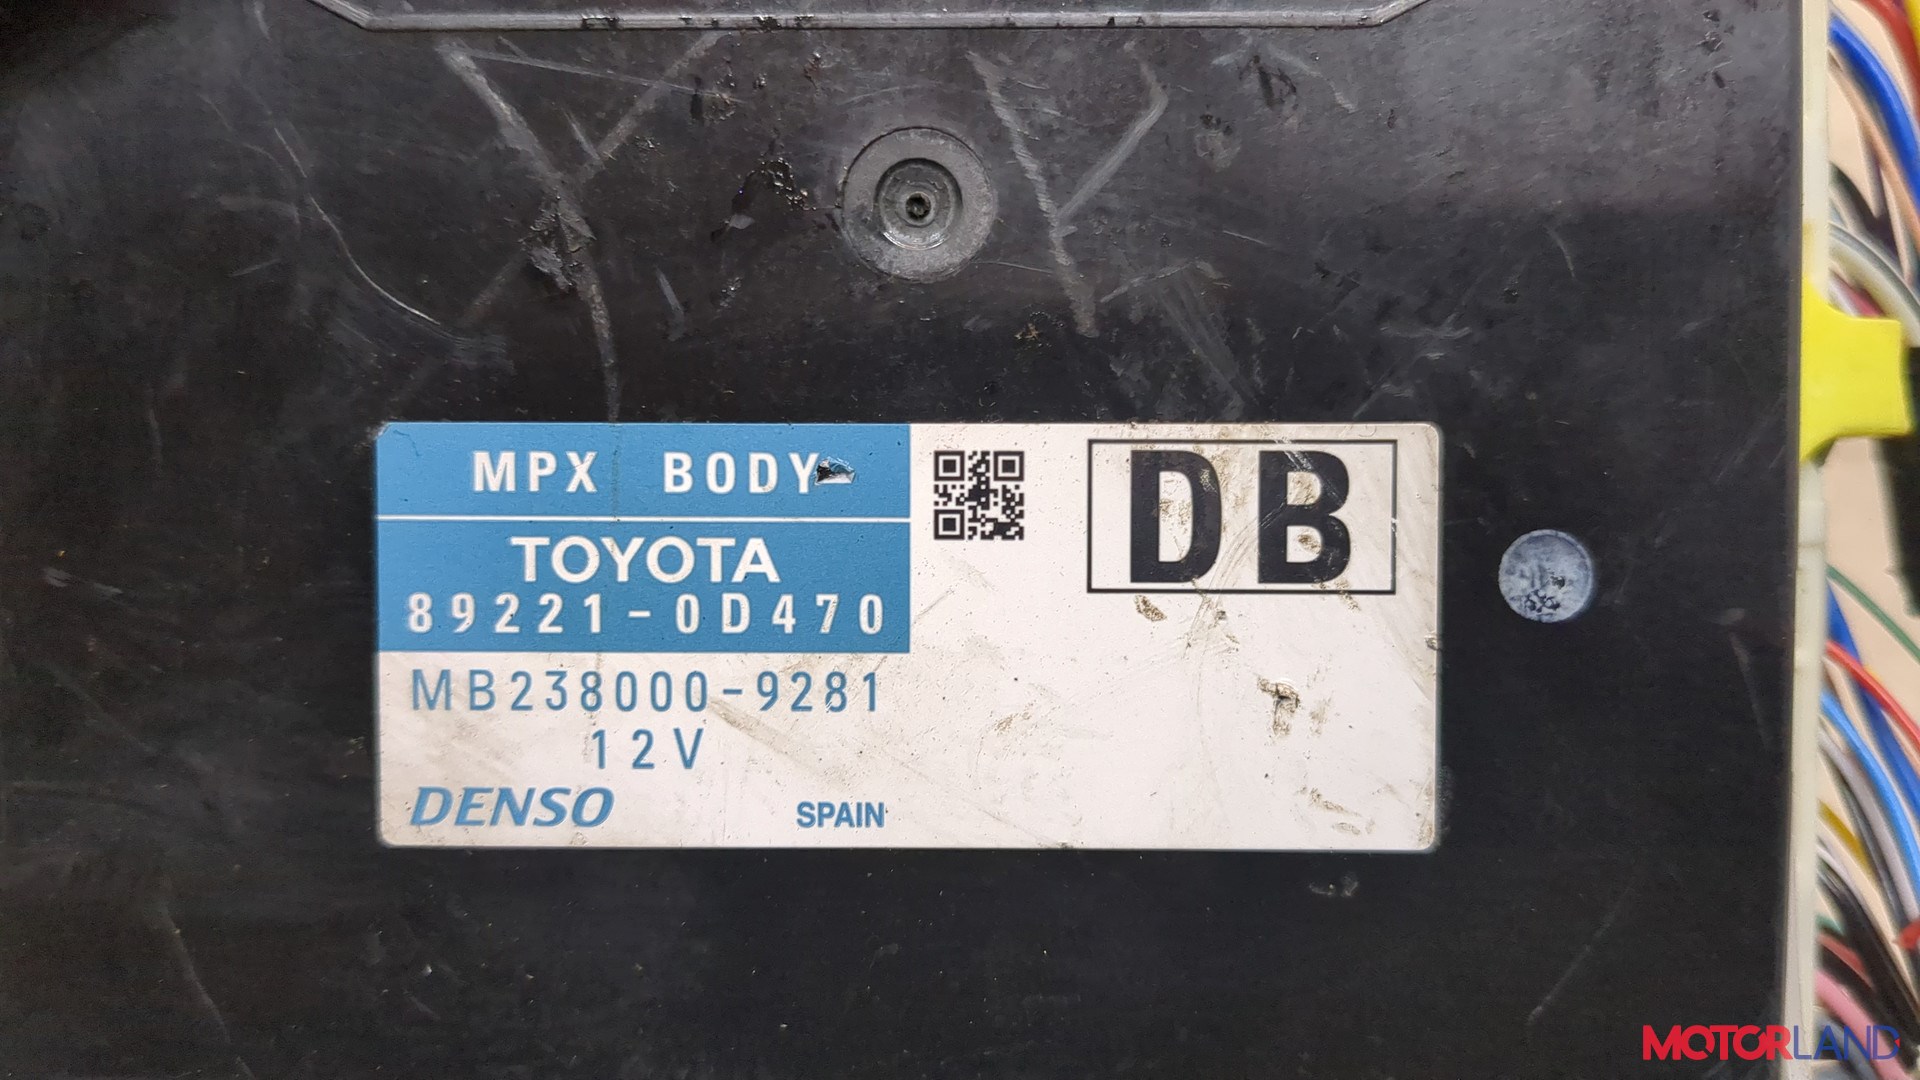 MPX BODY
TOYOTA
89221-0D470
MB238000-9281
12V
DENSO SPAIN
DB
MOTORLAND